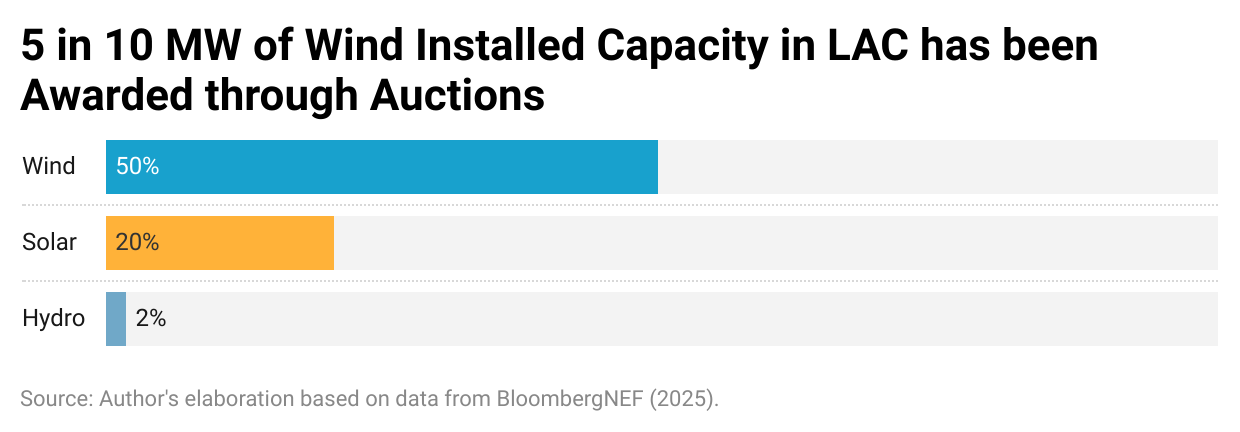 5 in 10 MW of Wind Installed Capacity in LAC has been
Awarded through Auctions
Wind 50%
Solar 20%
Hydro 2%
Source: Author's elaboration based on data from BloombergNEF (2025).